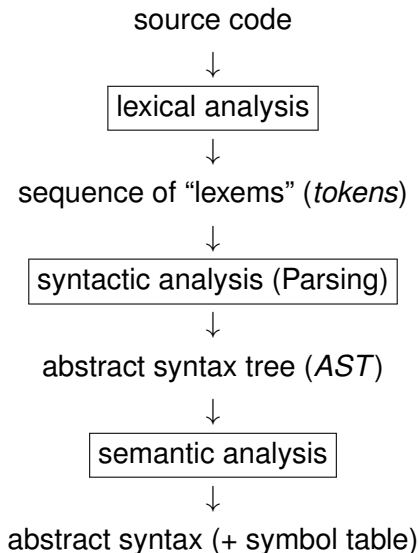 source code
↓
lexical analysis
↓
sequence of “lexems” (tokens)
↓
syntactic analysis (Parsing)
↓
abstract syntax tree (AST)
↓
semantic analysis
↓
abstract syntax (+ symbol table)